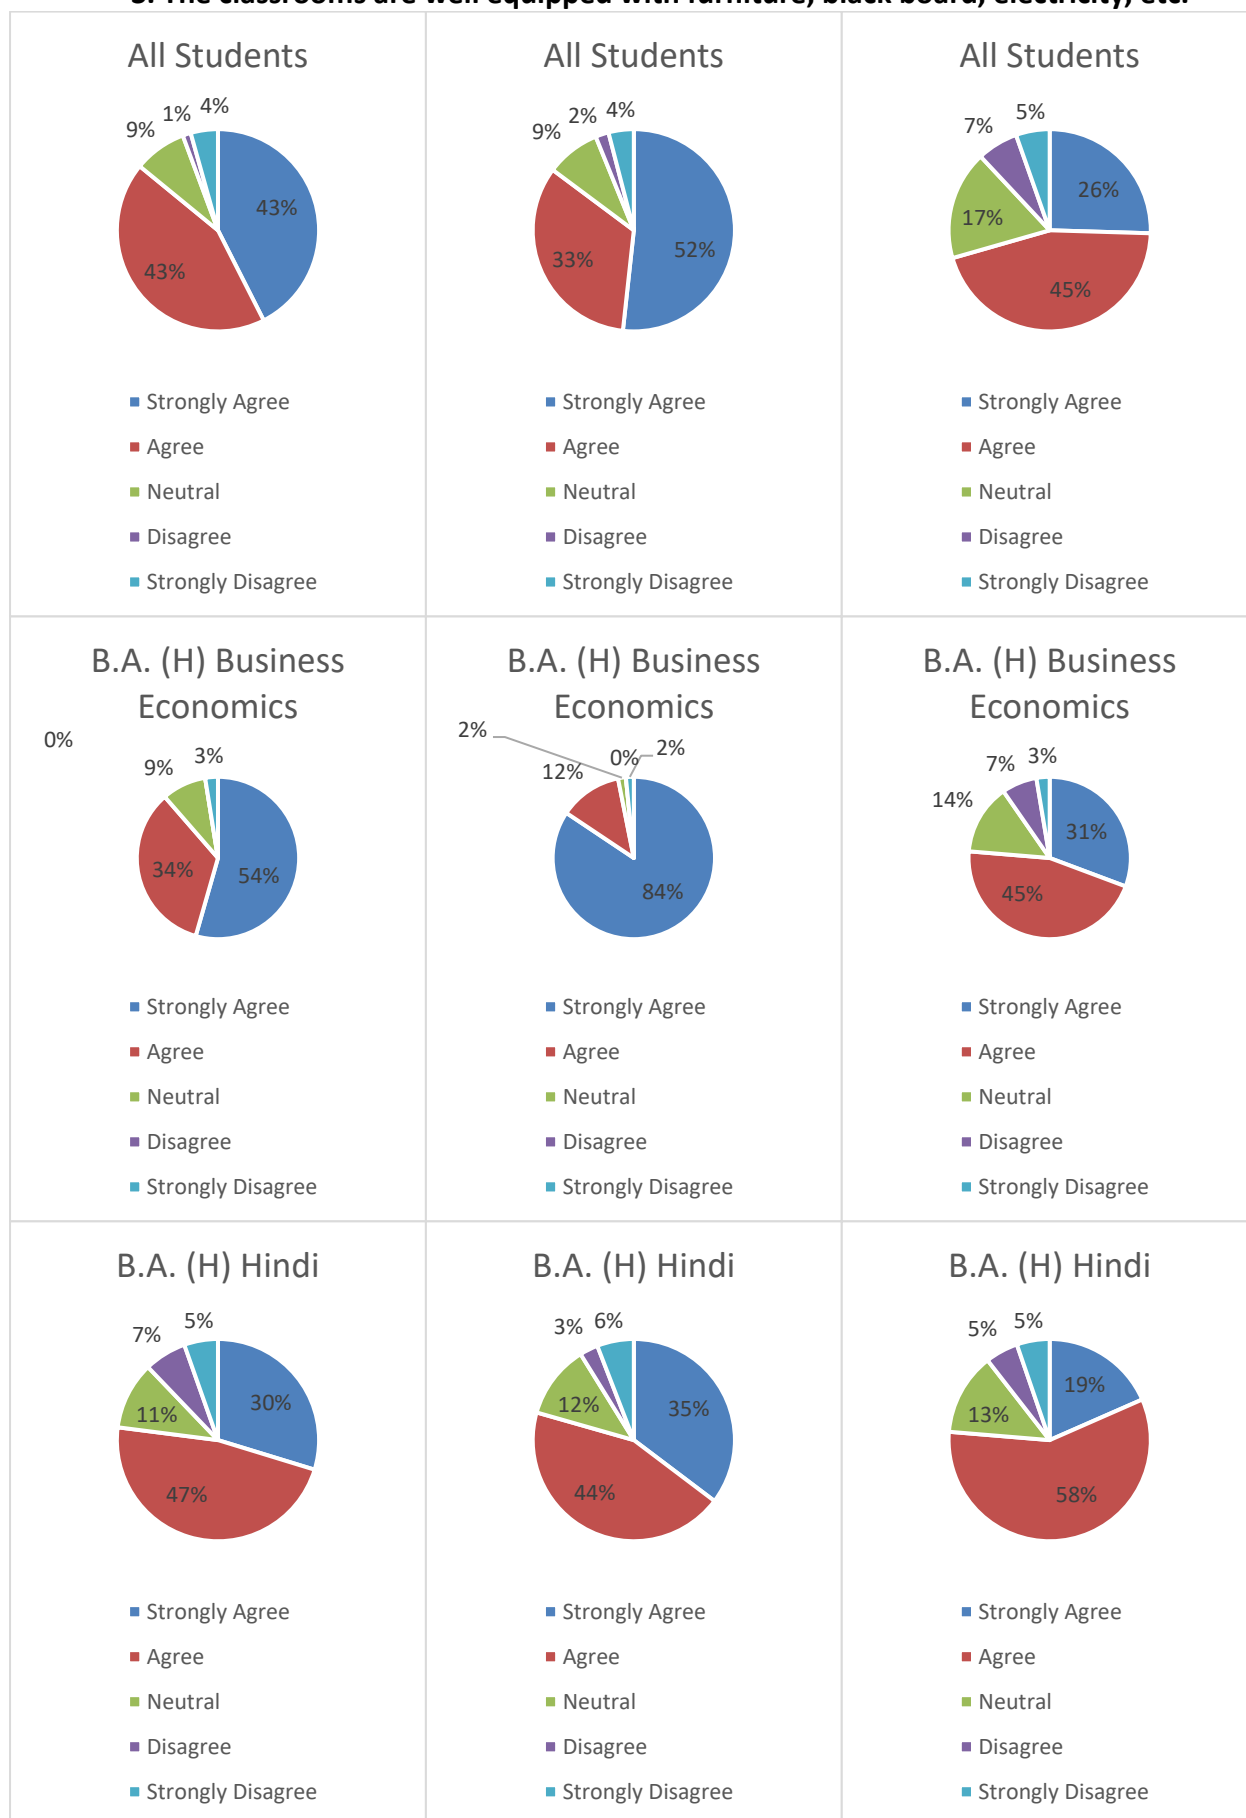 All Students
4%
1%
9%
43%
43%
Strongly Agree
Agree
Neutral
Disagree
Strongly Disagree
All Students
4%
2%
9%
52%
33%
Strongly Agree
Agree
Neutral
Disagree
Strongly Disagree
All Students
5%
7%
26%
17%
45%
Strongly Agree
Agree
Neutral
Disagree
Strongly Disagree
B.A. (H) Business
Economics
0%
3%
9%
34%
54%
Strongly Agree
Agree
Neutral
Disagree
Strongly Disagree
B.A. (H) Business
Economics
2%
0%
2%
12%
84%
Strongly Agree
Agree
Neutral
Disagree
Strongly Disagree
B.A. (H) Business
Economics
3%
7%
14%
31%
45%
Strongly Agree
Agree
Neutral
Disagree
Strongly Disagree
B.A. (H) Hindi
5%
7%
30%
11%
47%
Strongly Agree
Agree
Neutral
Disagree
Strongly Disagree
B.A. (H) Hindi
6%
3%
12%
35%
44%
Strongly Agree
Agree
Neutral
Disagree
Strongly Disagree
B.A. (H) Hindi
5%
5%
19%
13%
58%
Strongly Agree
Agree
Neutral
Disagree
Strongly Disagree